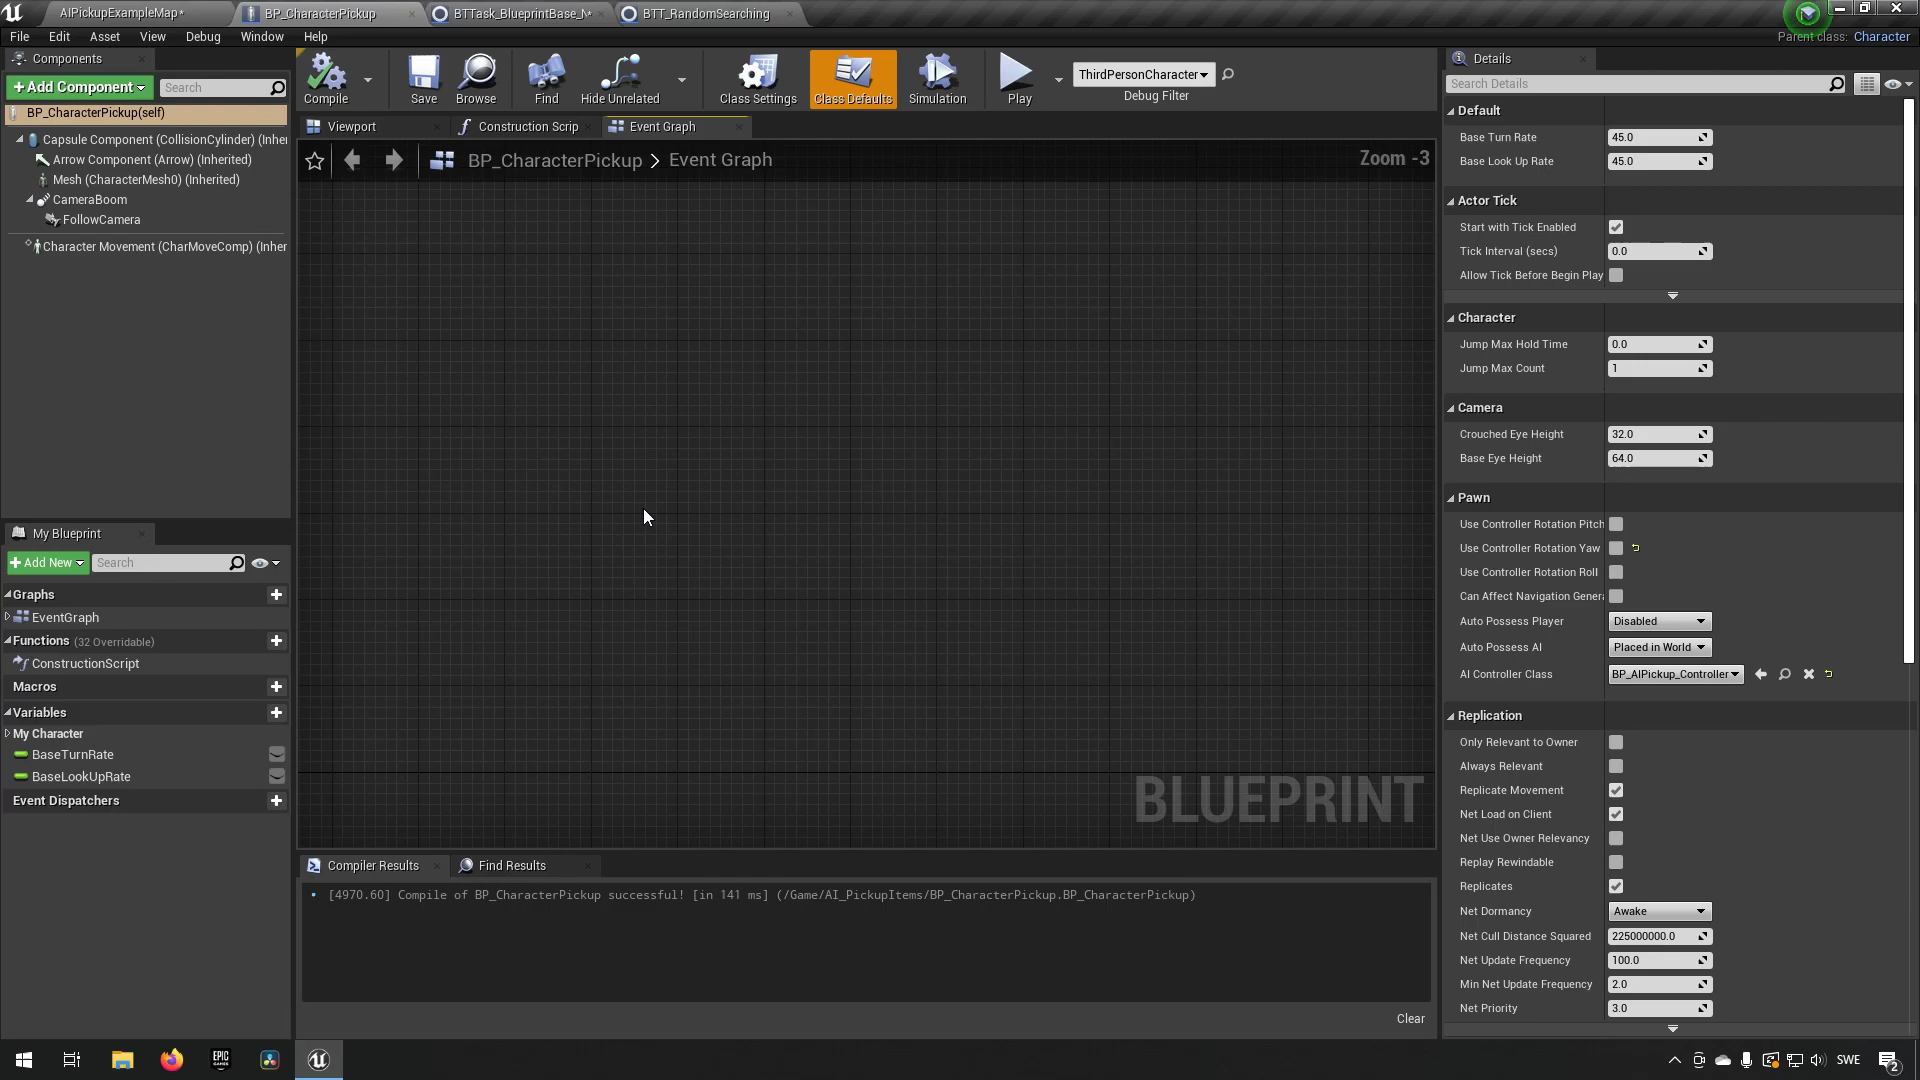 AIPickupExampleMap*
BP_CharacterPickup
BTTask_BlueprintBase_N*
BTT_RandomSearching
File Edit Asset View Debug Window Help
Parent class: Character
Components
+Add Component
Search
BP_CharacterPickup(self)
Capsule Component (CollisionCylinder) (Inhe
Arrow Component (Arrow) (Inherited)
Mesh (CharacterMesh0) (Inherited)
CameraBoom
FollowCamera
Character Movement (CharMoveComp) (Inher
Compile
Save
Browse
Find
Hide Unrelated
Class Settings
Class Defaults
Simulation
Play
ThirdPersonCharacter
Debug Filter
Viewport
Construction Scrip
Event Graph
BP_CharacterPickup > Event Graph
Zoom -3
BLUEPRINT
My Blueprint
+Add New
Search
Graphs
EventGraph
Functions (32 Overridable)
ConstructionScript
Macros
Variables
My Character
BaseTurnRate
BaseLookUpRate
Event Dispatchers
Compiler Results
Find Results
[4970.60] Compile of BP_CharacterPickup successful! [in 141 ms] (/Game/AI_PickupItems/BP_CharacterPickup.BP_CharacterPickup)
Clear
Details
Search Details
Default
Base Turn Rate 45.0
Base Look Up Rate 45.0
Actor Tick
Start with Tick Enabled
Tick Interval (secs) 0.0
Allow Tick Before Begin Play
Character
Jump Max Hold Time 0.0
Jump Max Count 1
Camera
Crouched Eye Height 32.0
Base Eye Height 64.0
Pawn
Use Controller Rotation Pitch
Use Controller Rotation Yaw
Use Controller Rotation Roll
Can Affect Navigation Genera
Auto Possess Player Disabled
Auto Possess AI Placed in World
AI Controller Class BP_AIPickup_Controller
Replication
Only Relevant to Owner
Always Relevant
Replicate Movement
Net Load on Client
Net Use Owner Relevancy
Replay Rewindable
Replicates
Net Dormancy Awake
Net Cull Distance Squared 225000000.0
Net Update Frequency 100.0
Min Net Update Frequency 2.0
Net Priority 3.0
EPIC GAMES
SWE
2